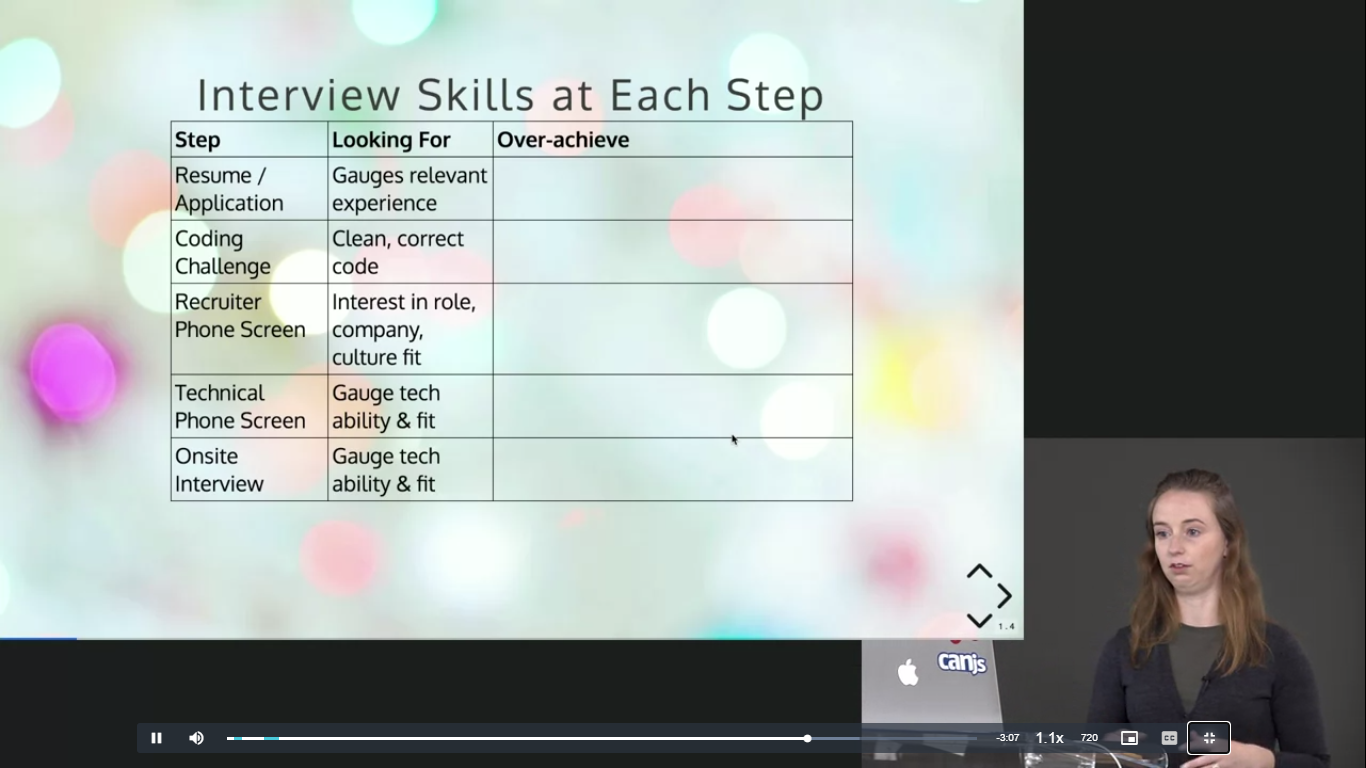 Interview Skills at Each Step
Step Looking For Over-achieve
Resume / Gauges relevant
Application experience
Coding Clean, correct
Challenge code
Recruiter Interest in role,
Phone Screen company,
culture fit
Technical Gauge tech
Phone Screen ability & fit
Onsite Gauge tech
Interview ability & fit
1.4
canjs
-3:07 1.1x 720 CC